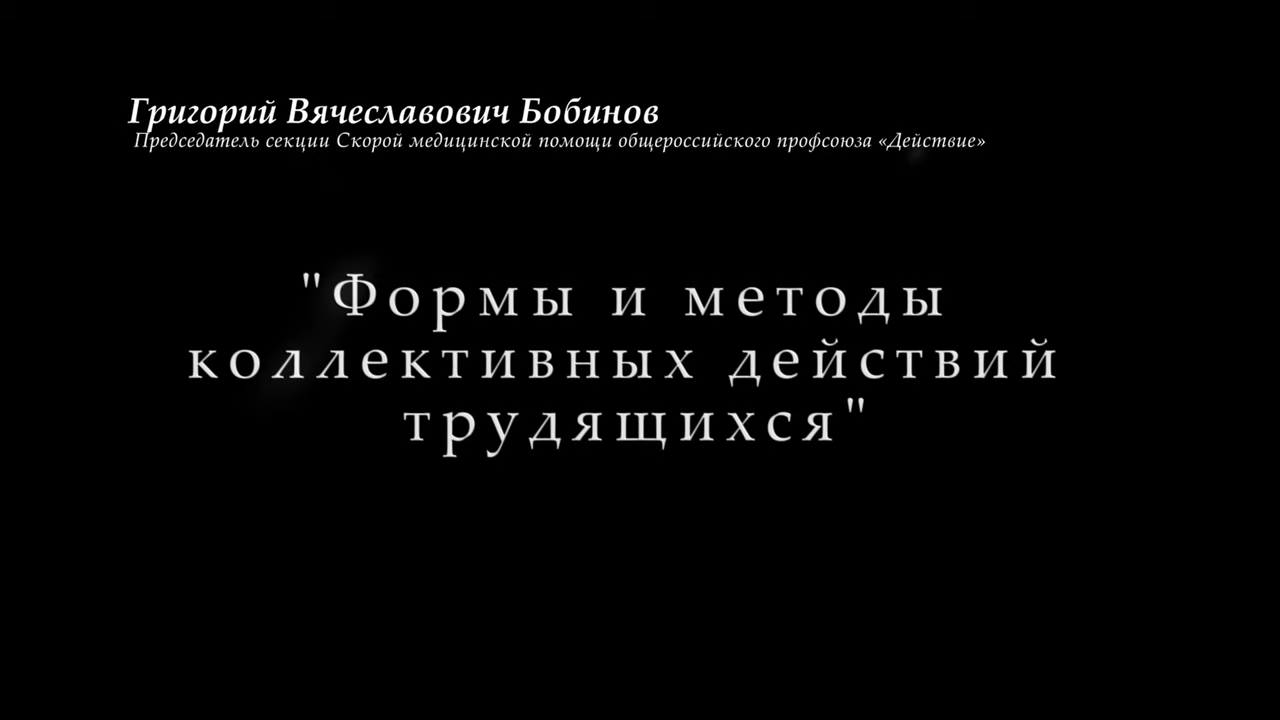 Григорий Вячеславович Бобинов
Председатель секции Скорой медицинской помощи общероссийского профсоюза «Действие»
"Формы и методы
коллективных действий
трудящихся"